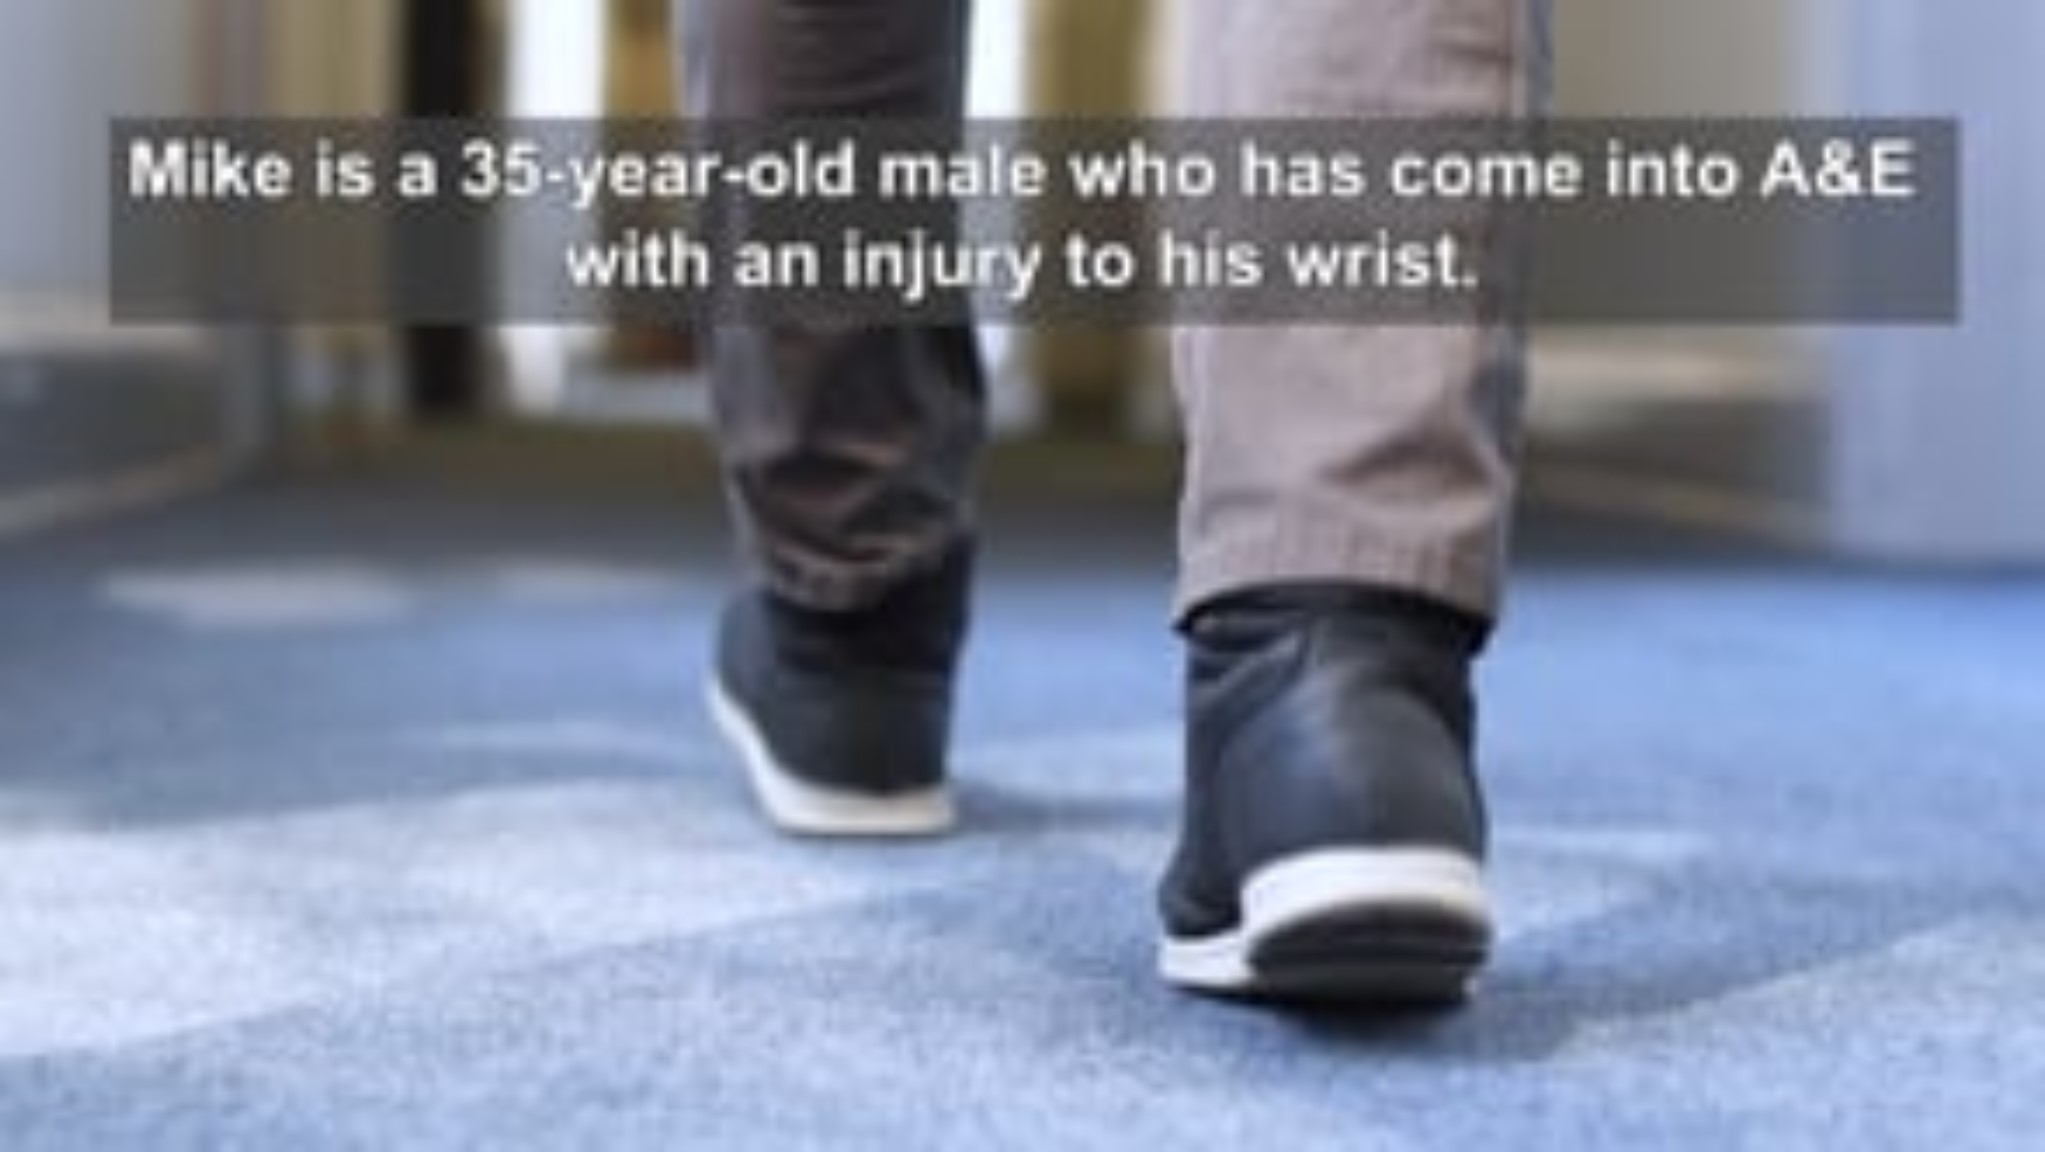 Mike is a 35-year-old male who has come into A&E
with an injury to his wrist.